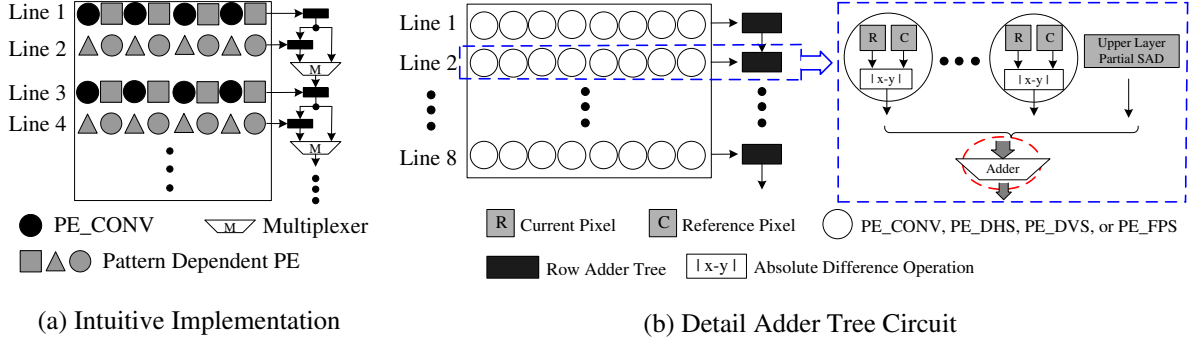 Line 1
Line 2
M
Line 3
Line 4
M
PE_CONV
M
Multiplexer
Pattern Dependent PE
(a) Intuitive Implementation
Line 1
Line 2
Line 8
R
C
|x-y|
R
C
|x-y|
Upper Layer
Partial SAD
Adder
R
Current Pixel
C
Reference Pixel
PE_CONV, PE_DHS, PE_DVS, or PE_FPS
Row Adder Tree
|x-y|
Absolute Difference Operation
(b) Detail Adder Tree Circuit